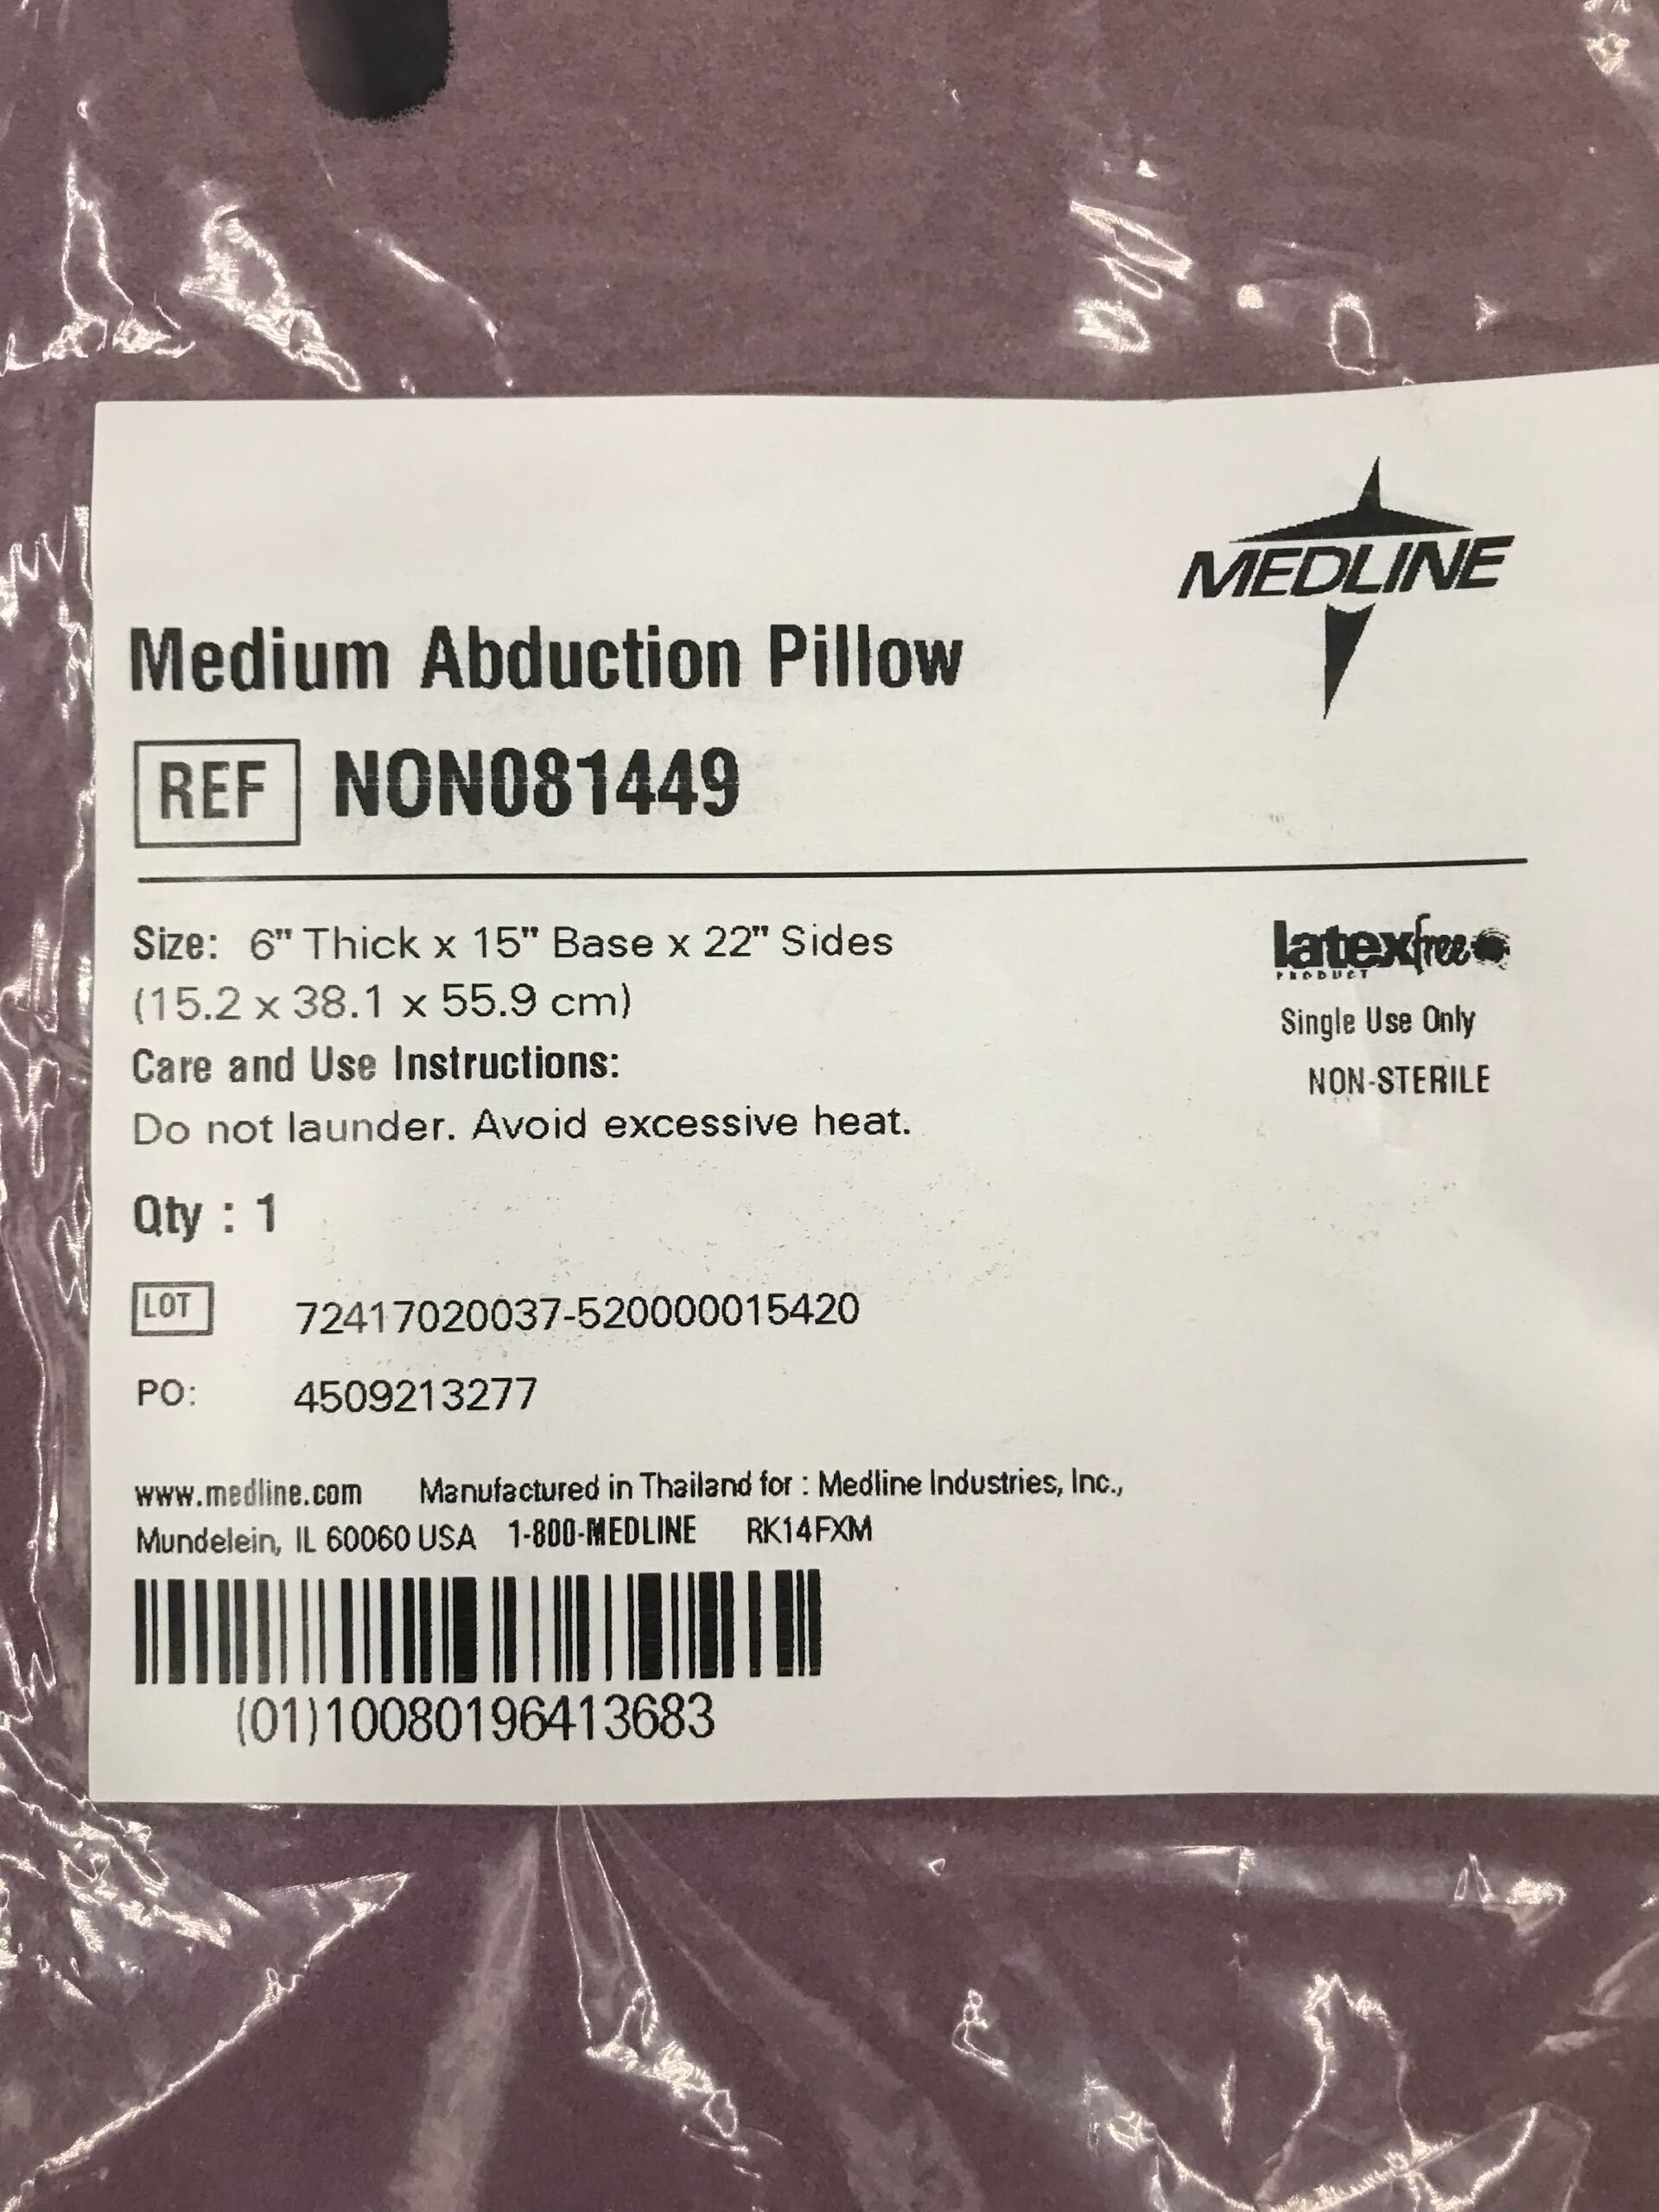 MEDLINE
Medium Abduction Pillow
REF NON081449
Size: 6" Thick x 15" Base x 22" Sides
(15.2 x 38.1 x 55.9 cm)
Care and Use Instructions:
Do not launder. Avoid excessive heat.
latexfree
PRODUCT
Single Use Only
NON-STERILE
Qty : 1
LOT 72417020037-520000015420
PO: 4509213277
www.medline.com Manufactured in Thailand for : Medline Industries, Inc.,
Mundelein, IL 60060 USA 1-800-MEDLINE RK14FXM
(01)10080196413683